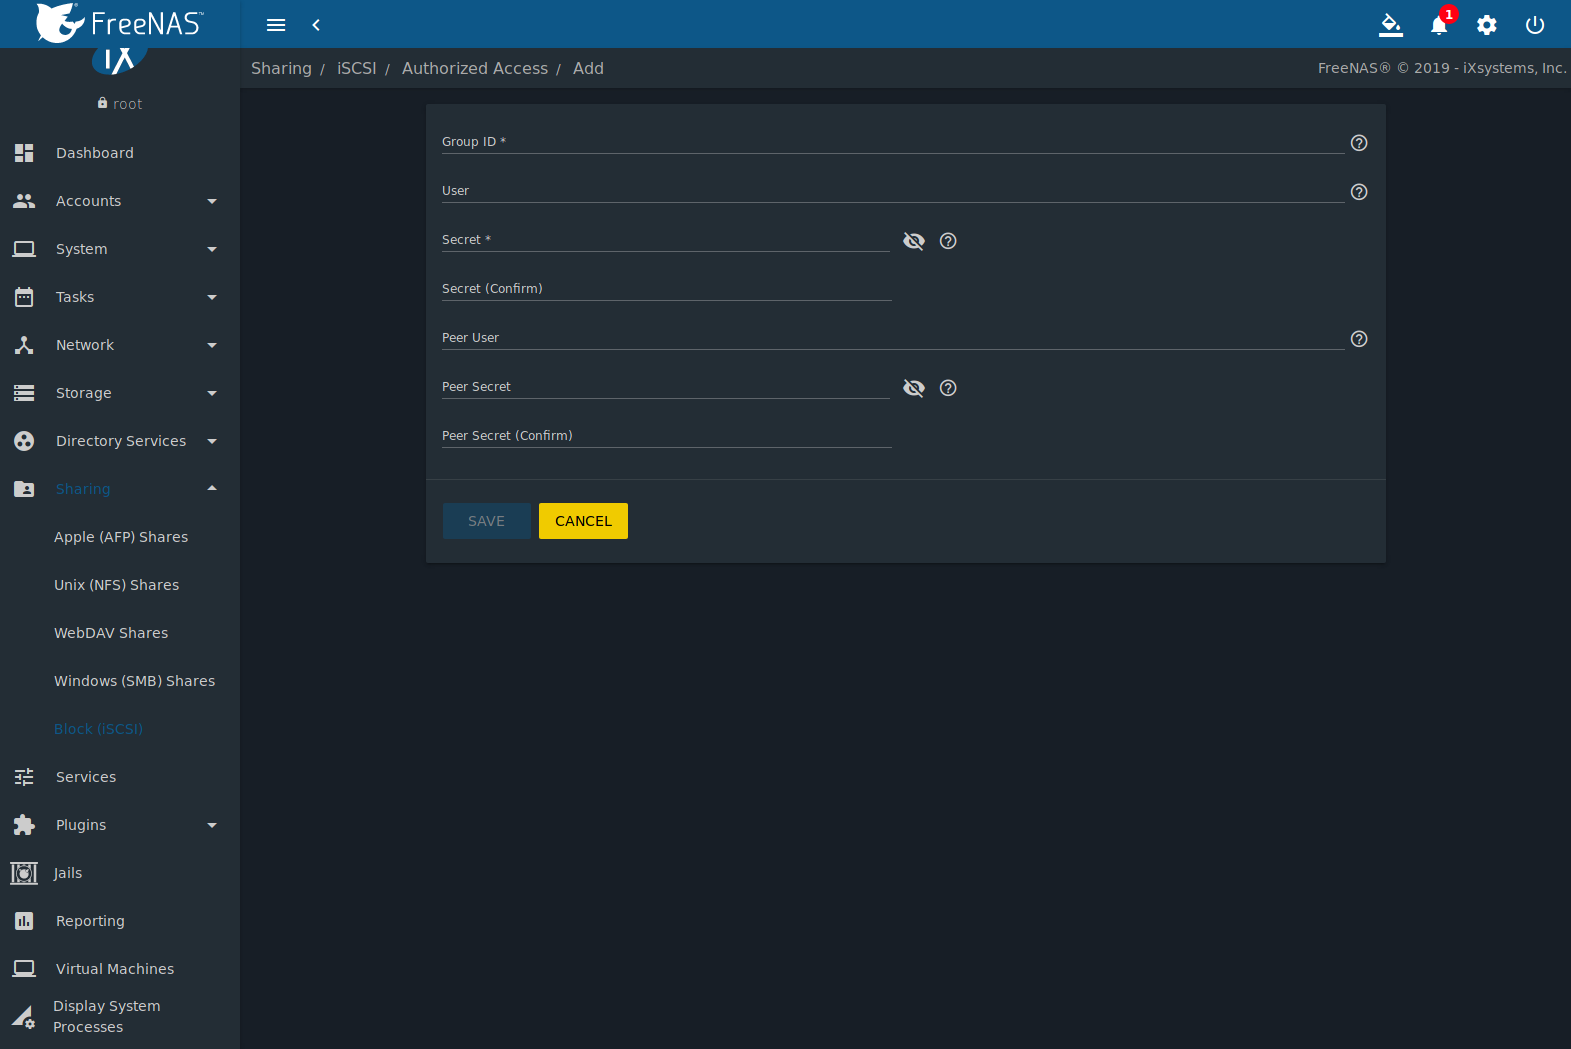 FreeNAS™
1
Sharing / iSCSI / Authorized Access / Add
FreeNAS® © 2019 - iXsystems, Inc.
iX
root
Dashboard
Accounts
System
Tasks
Network
Storage
Directory Services
Sharing
Apple (AFP) Shares
Unix (NFS) Shares
WebDAV Shares
Windows (SMB) Shares
Block (iSCSI)
Services
Plugins
Jails
Reporting
Virtual Machines
Display System
Processes
Group ID *
User
Secret *
Secret (Confirm)
Peer User
Peer Secret
Peer Secret (Confirm)
SAVE
CANCEL